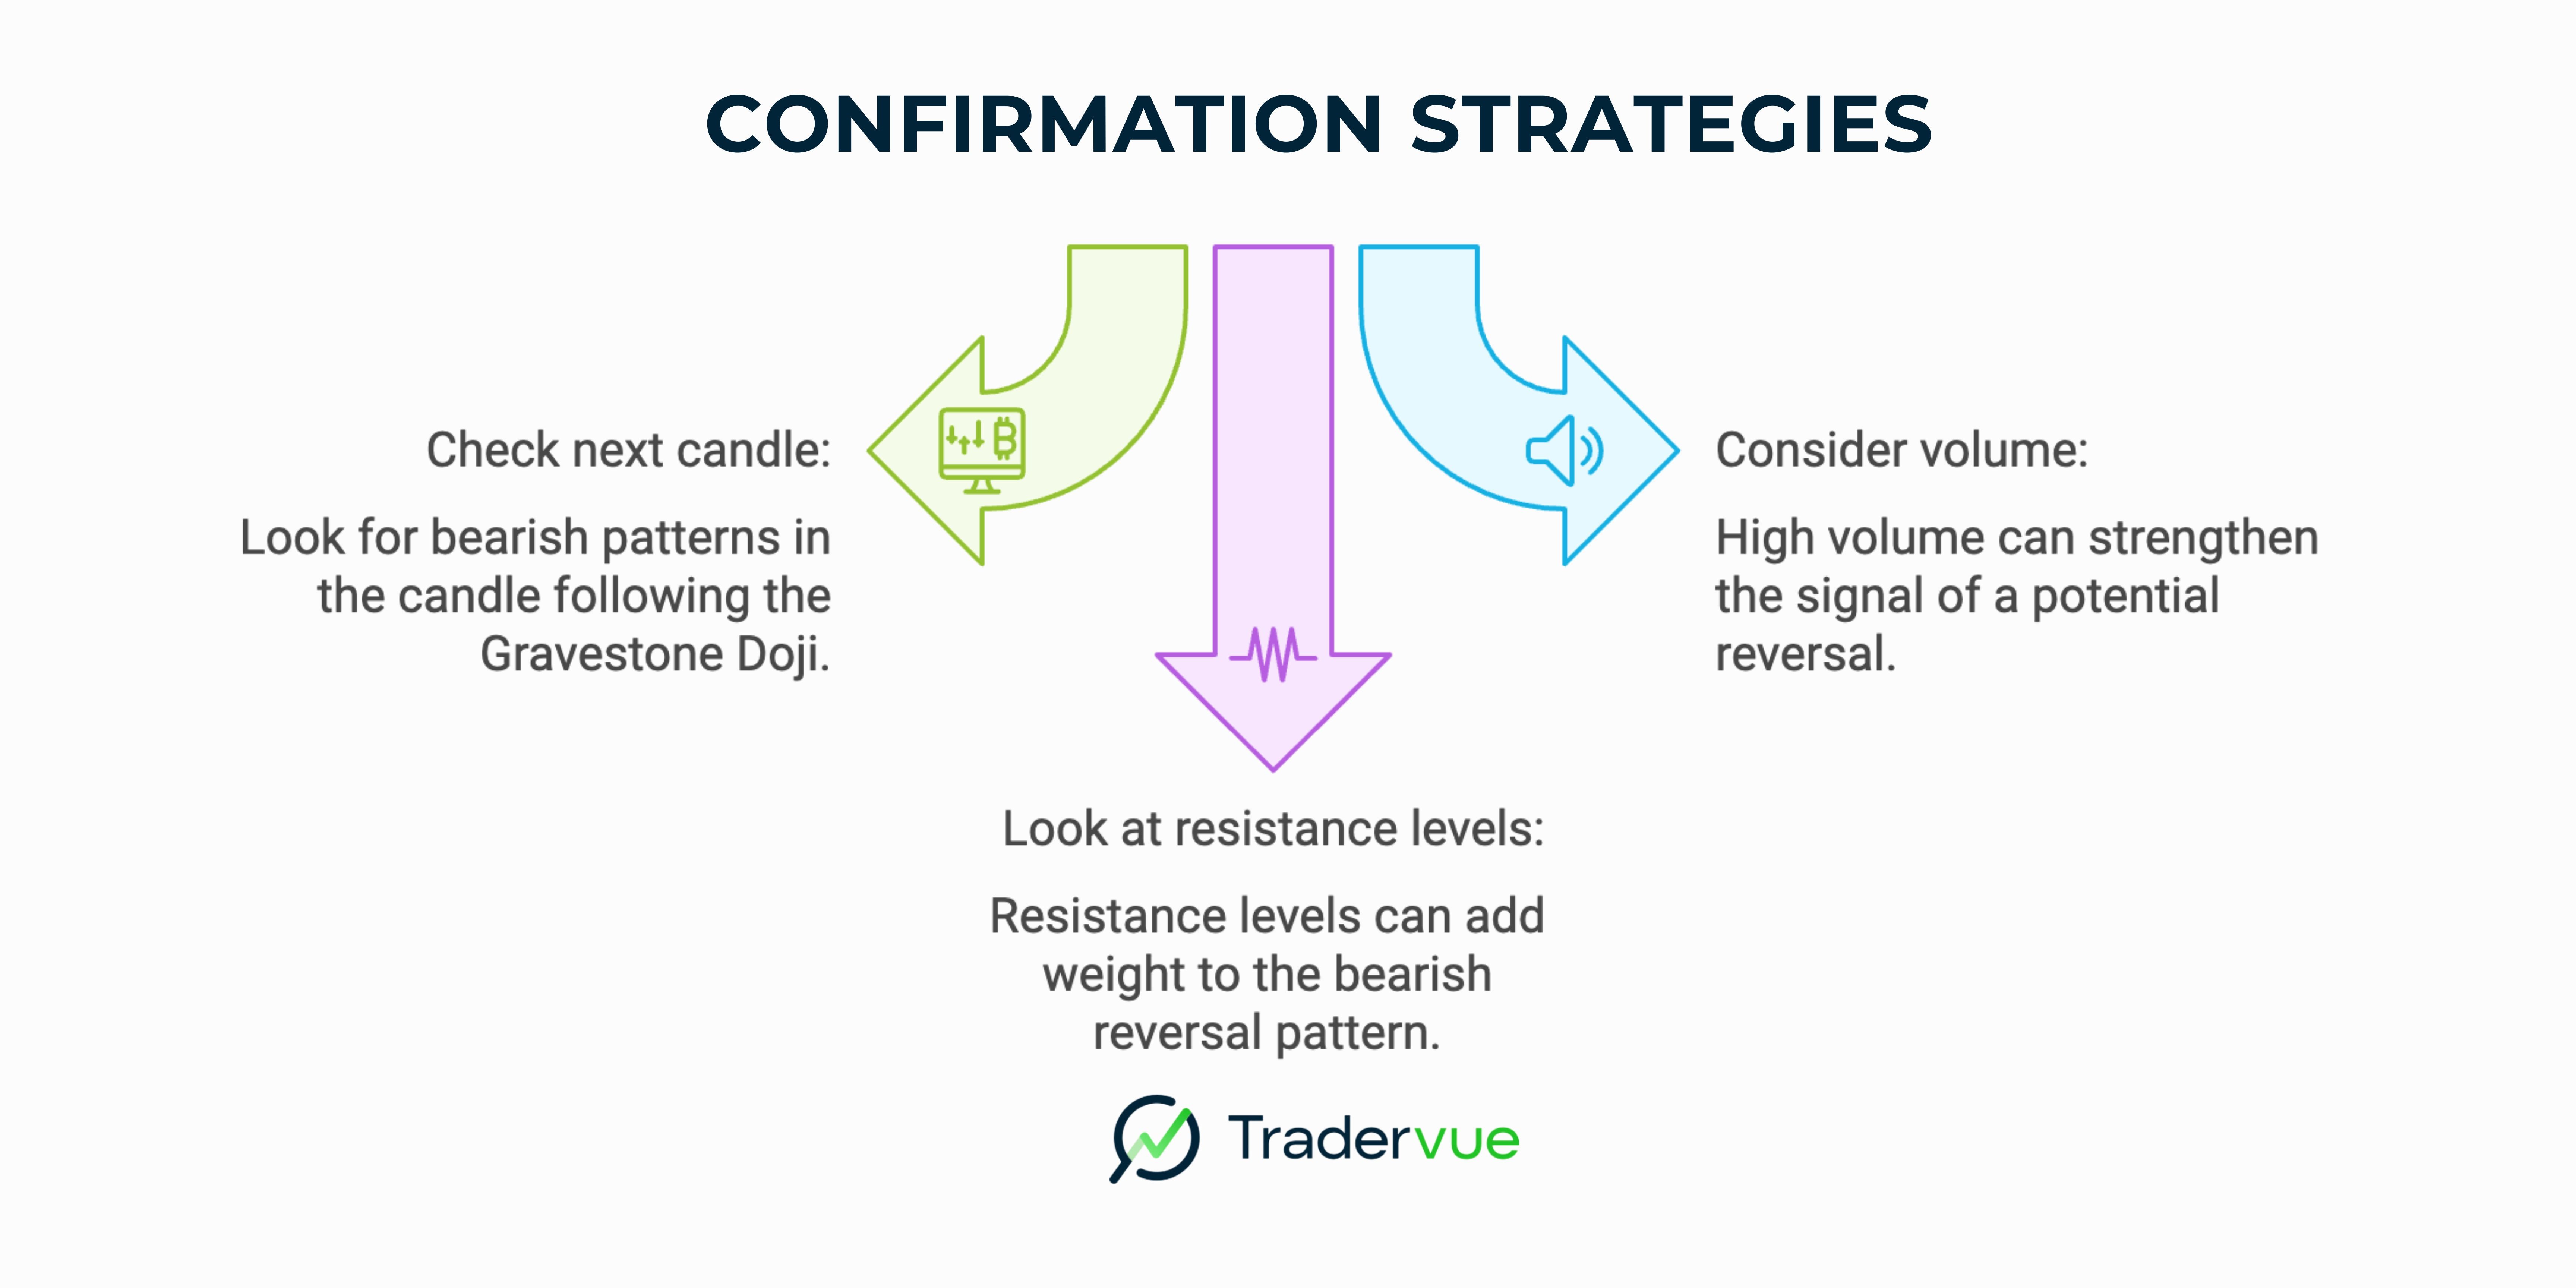 CONFIRMATION STRATEGIES
Check next candle:
Look for bearish patterns in
the candle following the
Gravestone Doji.
Consider volume:
High volume can strengthen
the signal of a potential
reversal.
Look at resistance levels:
Resistance levels can add
weight to the bearish
reversal pattern.
Tradervue